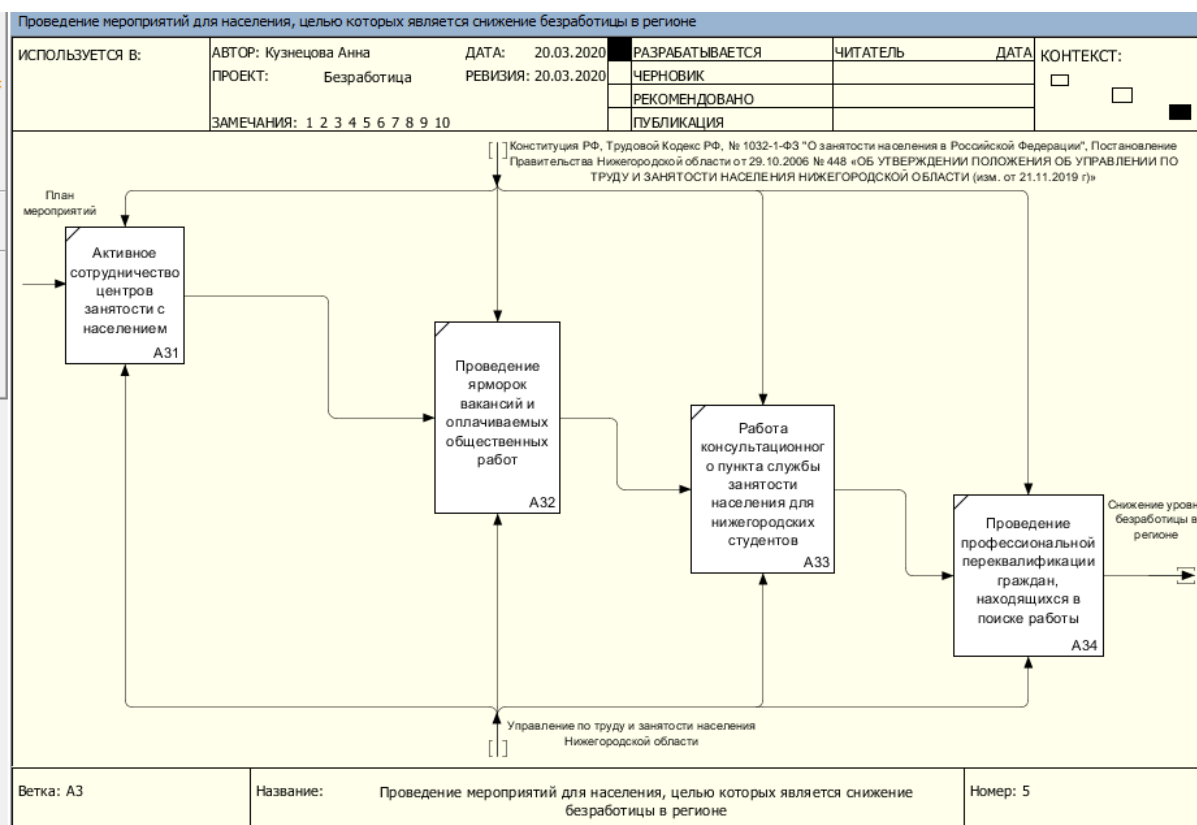 Проведение мероприятий для населения, целью которых является снижение безработицы в регионе
ИСПОЛЬЗУЕТСЯ В:
АВТОР: Кузнецова Анна
ДАТА: 20.03.2020
ПРОЕКТ: Безработица
РЕВИЗИЯ: 20.03.2020
ЗАМЕЧАНИЯ: 1 2 3 4 5 6 7 8 9 10
РАЗРАБАТЫВАЕТСЯ
ЧЕРНОВИК
РЕКОМЕНДОВАНО
ПУБЛИКАЦИЯ
ЧИТАТЕЛЬ
ДАТА
КОНТЕКСТ:
Конституция РФ, Трудовой Кодекс РФ, № 1032-1-ФЗ "О занятости населения в Российской Федерации", Постановление
Правительства Нижегородской области от 29.10.2006 № 448 «ОБ УТВЕРЖДЕНИИ ПОЛОЖЕНИЯ ОБ УПРАВЛЕНИИ ПО
ТРУДУ И ЗАНЯТОСТИ НАСЕЛЕНИЯ НИЖЕГОРОДСКОЙ ОБЛАСТИ (изм. от 21.11.2019 г)»
План
мероприятий
Активное
сотрудничество
центров
занятости с
населением
А31
Проведение
ярморок
вакансий и
оплачиваемых
общественных
работ
А32
Работа
консультационног
о пункта службы
занятости
населения для
нижегородских
студентов
А33
Проведение
профессиональной
переквалификации
граждан,
находящихся в
поиске работы
А34
Снижение уровн
безработицы в
регионе
Управление по труду и занятости населения
Нижегородской области
Ветка: А3
Название:
Проведение мероприятий для населения, целью которых является снижение
безработицы в регионе
Номер: 5